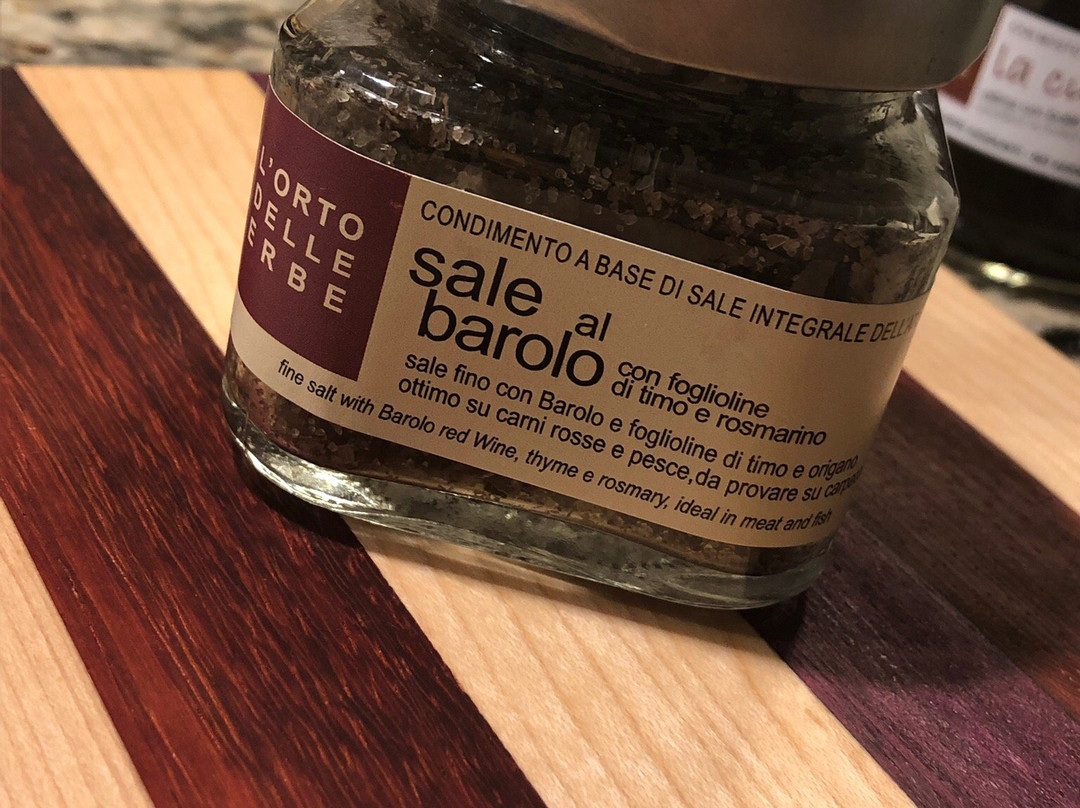 L'ORTO
DELLE
ERBE
CONDIMENTO A BASE DI SALE INTEGRALE
sale
al
barolo
con foglioline
di timo e rosmarino
sale fino con Barolo e foglioline di timo e origano
ottimo su carni rosse e pesce,da provare su
fine salt with Barolo red Wine, thyme e rosmary, ideal in meat and fish
la